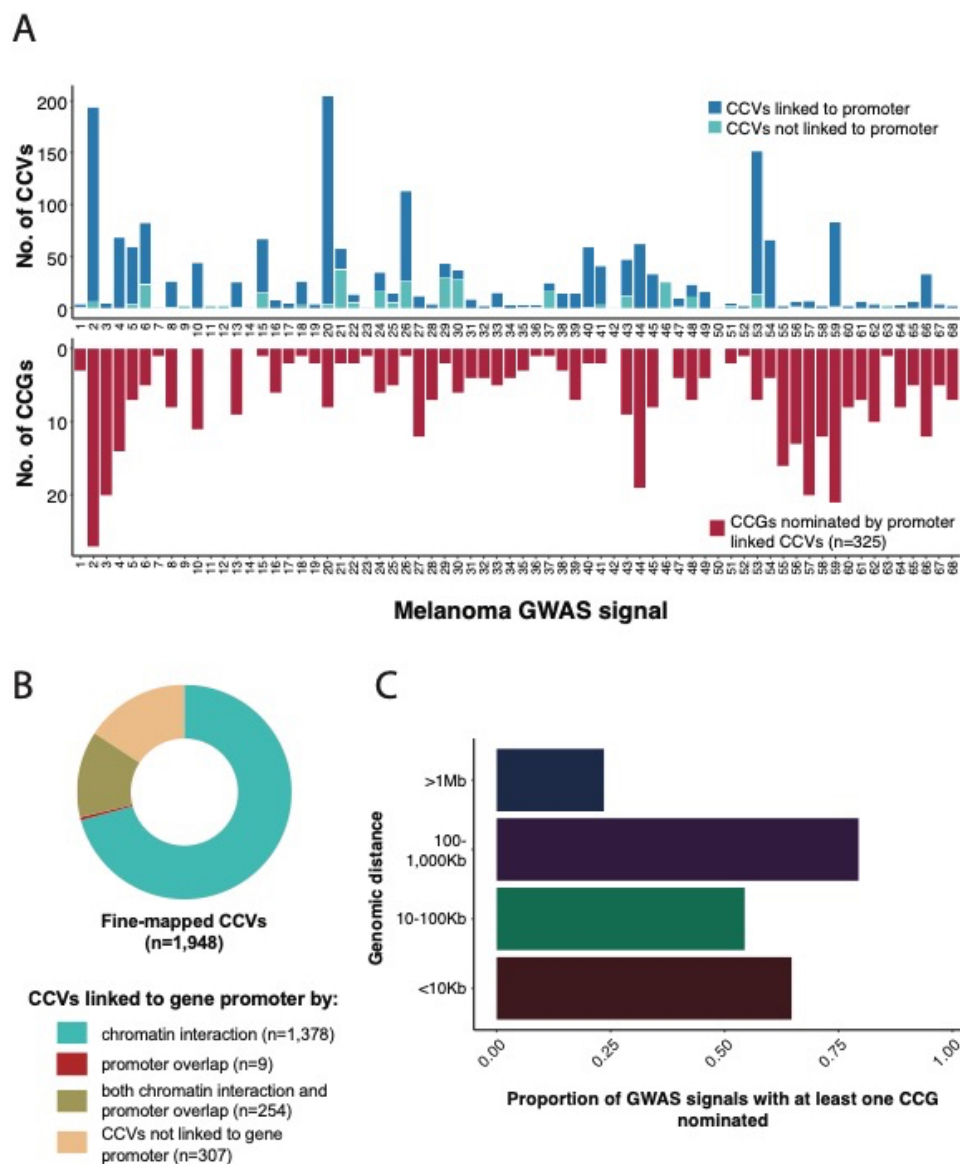 A
200
150
100
50
0
No. of CCVs
CCVs linked to promoter
CCVs not linked to promoter
1 2 3 4 5 6 7 8 9 10 11 12 13 14 15 16 17 18 19 20 21 22 23 24 25 26 27 28 29 30 31 32 33 34 35 36 37 38 39 40 41 42 43 44 45 46 47 48 49 50 51 52 53 54 55 56 57 58 59 60 61 62 63 64 65 66 67 68
0
10
20
No. of CCGs
CCGs nominated by promoter
linked CCVs (n=325)
1 2 3 4 5 6 7 8 9 10 11 12 13 14 15 16 17 18 19 20 21 22 23 24 25 26 27 28 29 30 31 32 33 34 35 36 37 38 39 40 41 42 43 44 45 46 47 48 49 50 51 52 53 54 55 56 57 58 59 60 61 62 63 64 65 66 67 68
Melanoma GWAS signal
B
Fine-mapped CCVs
(n=1,948)
CCVs linked to gene promoter by:
chromatin interaction (n=1,378)
promoter overlap (n=9)
both chromatin interaction and
promoter overlap (n=254)
CCVs not linked to gene
promoter (n=307)
C
Genomic distance
>1Mb
100-
1,000Kb
10-100Kb
<10Kb
0.00 0.25 0.50 0.75 1.00
Proportion of GWAS signals with at least one CCG
nominated